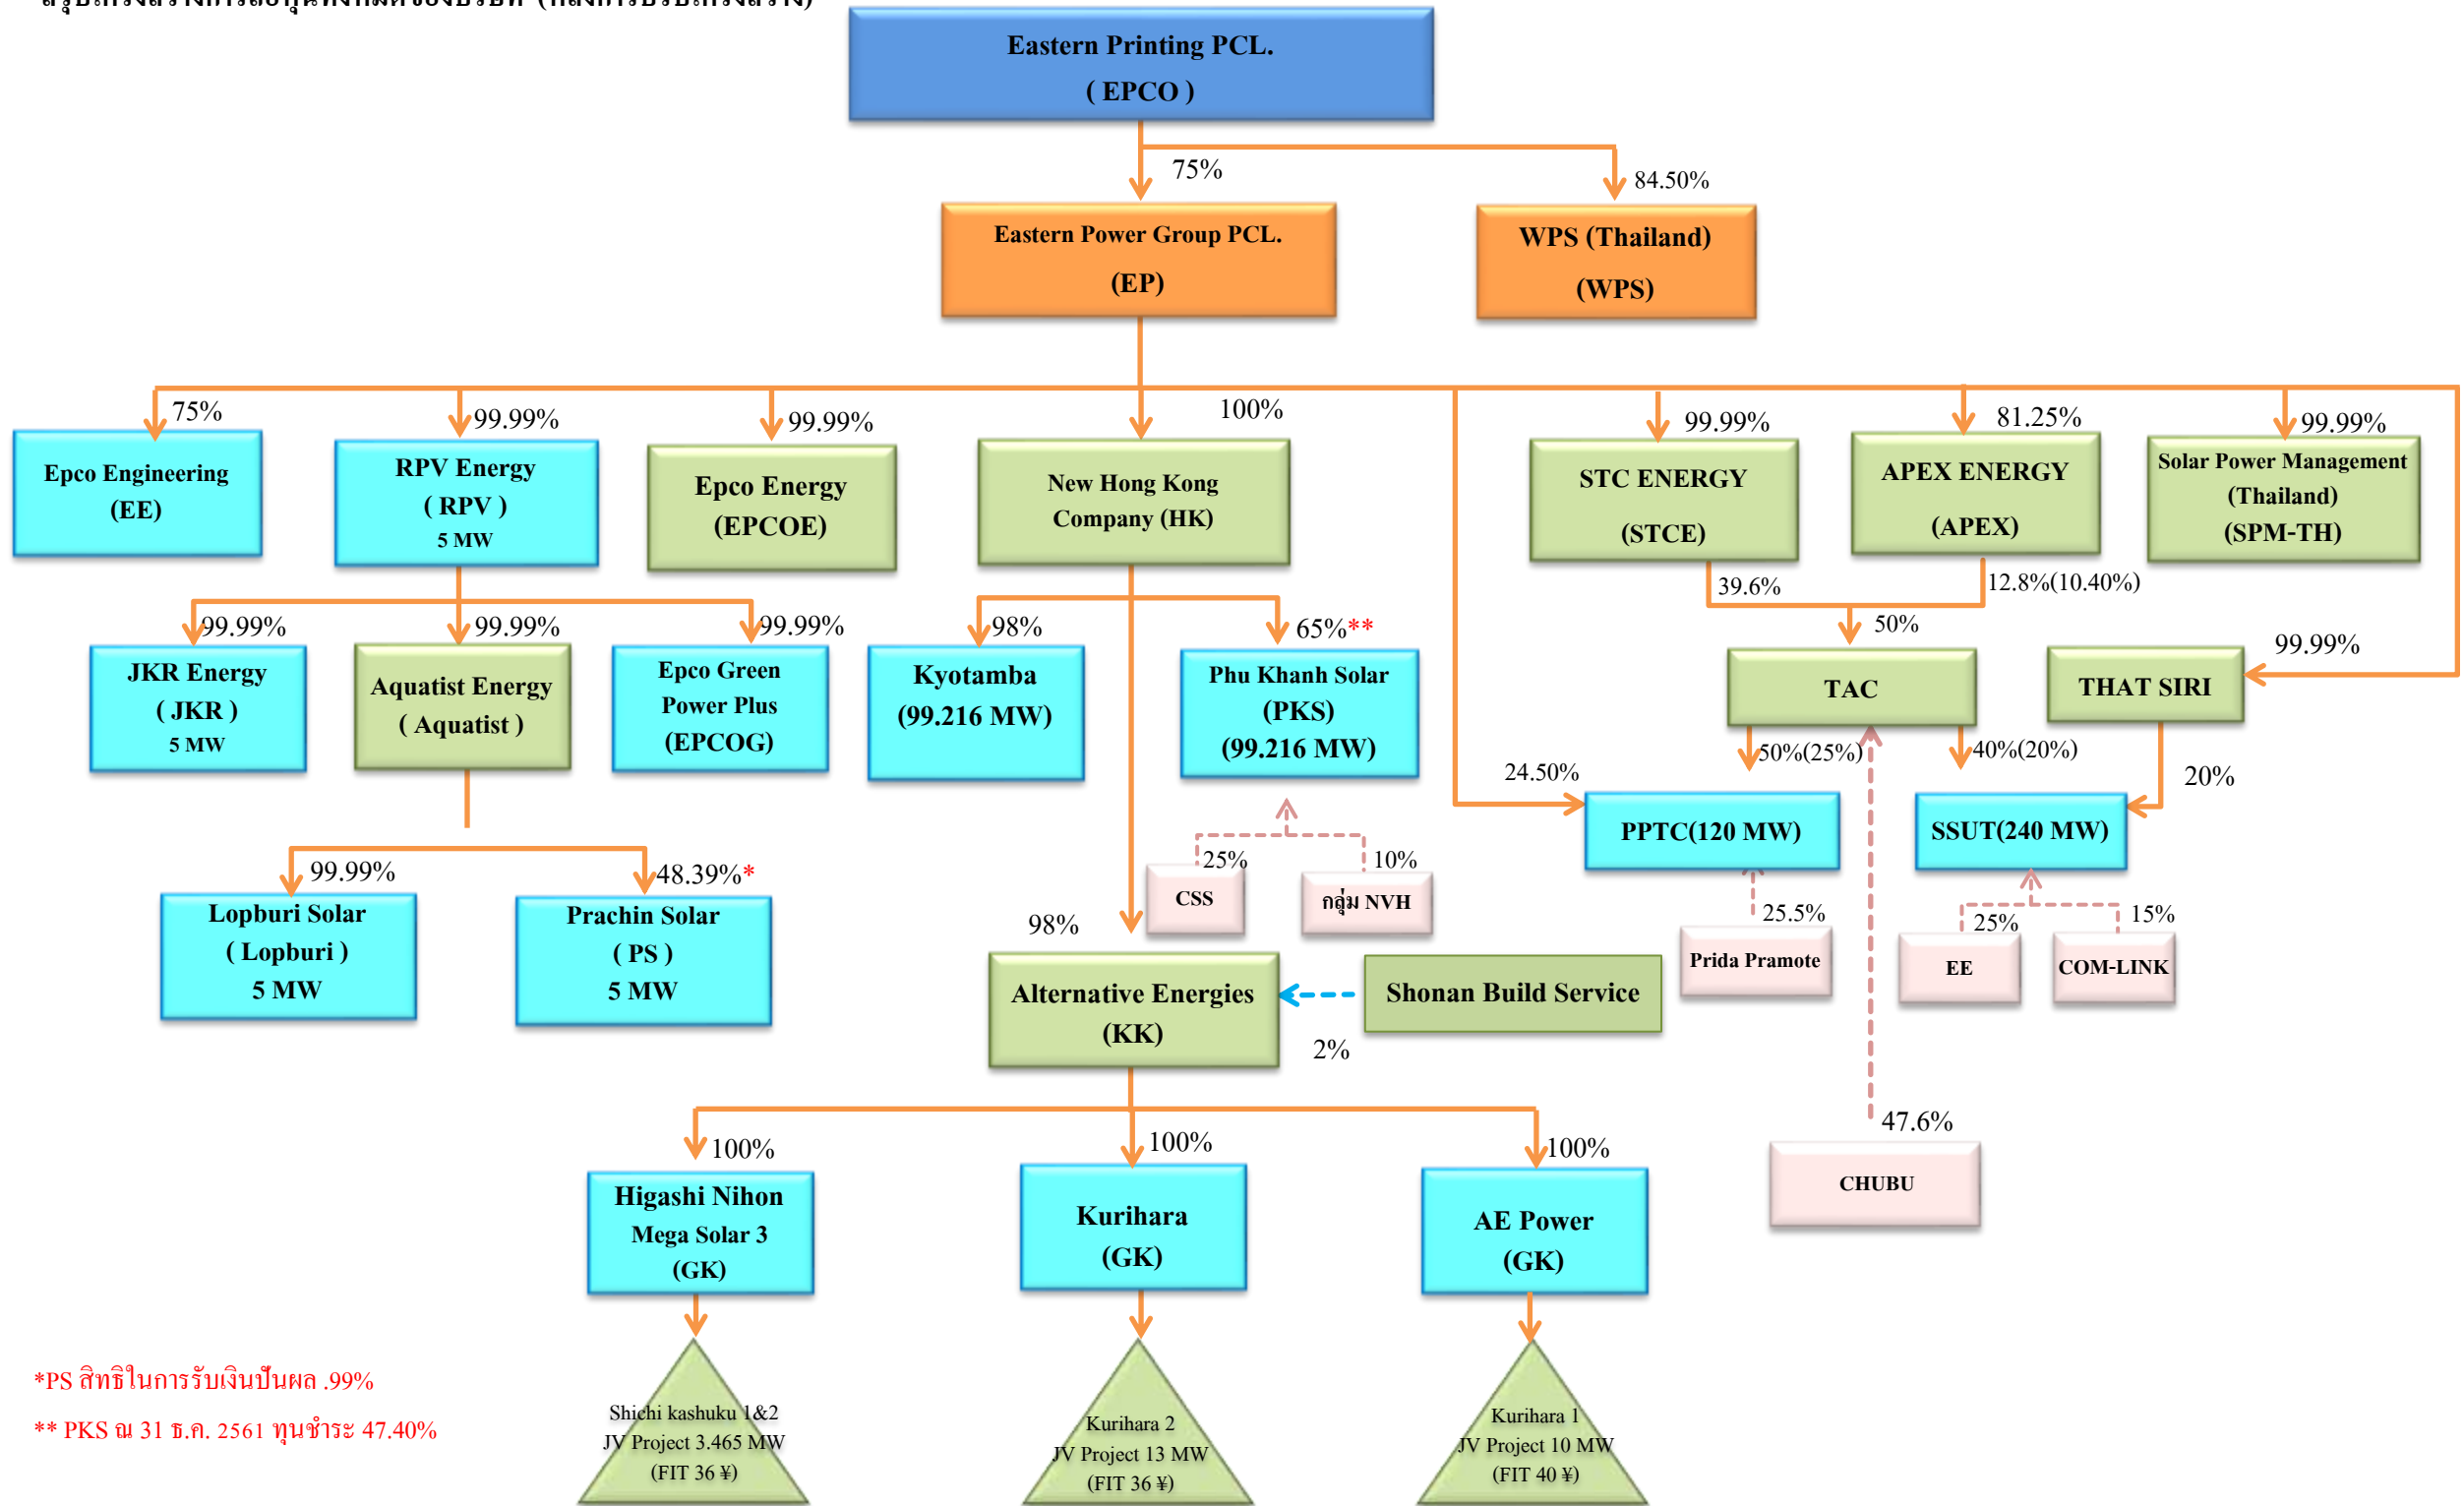 Eastern Printing PCL.
( EPCO )
75%
84.50%
Eastern Power Group PCL.
(EP)
WPS (Thailand)
(WPS)
75%
99.99%
99.99%
100%
99.99%
81.25%
99.99%
Epco Engineering
(EE)
RPV Energy
( RPV )
5 MW
Epco Energy
(EPCOE)
New Hong Kong
Company (HK)
STC ENERGY
(STCE)
APEX ENERGY
(APEX)
Solar Power Management
(Thailand)
(SPM-TH)
39.6%
12.8%(10.40%)
99.99%
99.99%
99.99%
98%
65%**
50%
99.99%
JKR Energy
( JKR )
5 MW
Aquatist Energy
( Aquatist )
Epco Green
Power Plus
(EPCOG)
Kyotamba
(99.216 MW)
Phu Khanh Solar
(PKS)
(99.216 MW)
TAC
THAT SIRI
50%(25%)
40%(20%)
24.50%
20%
PPTC(120 MW)
SSUT(240 MW)
99.99%
48.39%*
25%
10%
Lopburi Solar
( Lopburi )
5 MW
Prachin Solar
( PS )
5 MW
CSS
กลุ่ม NVH
25.5%
25%
15%
98%
Prida Pramote
EE
COM-LINK
Alternative Energies
(KK)
Shonan Build Service
2%
47.6%
100%
100%
100%
CHUBU
Higashi Nihon
Mega Solar 3
(GK)
Kurihara
(GK)
AE Power
(GK)
*PS สิทธิในการรับเงินปันผล .99%
** PKS ณ 31 ธ.ค. 2561 ทุนชำระ 47.40%
Shichi kashuku 1&2
JV Project 3.465 MW
(FIT 36 ¥)
Kurihara 2
JV Project 13 MW
(FIT 36 ¥)
Kurihara 1
JV Project 10 MW
(FIT 40 ¥)